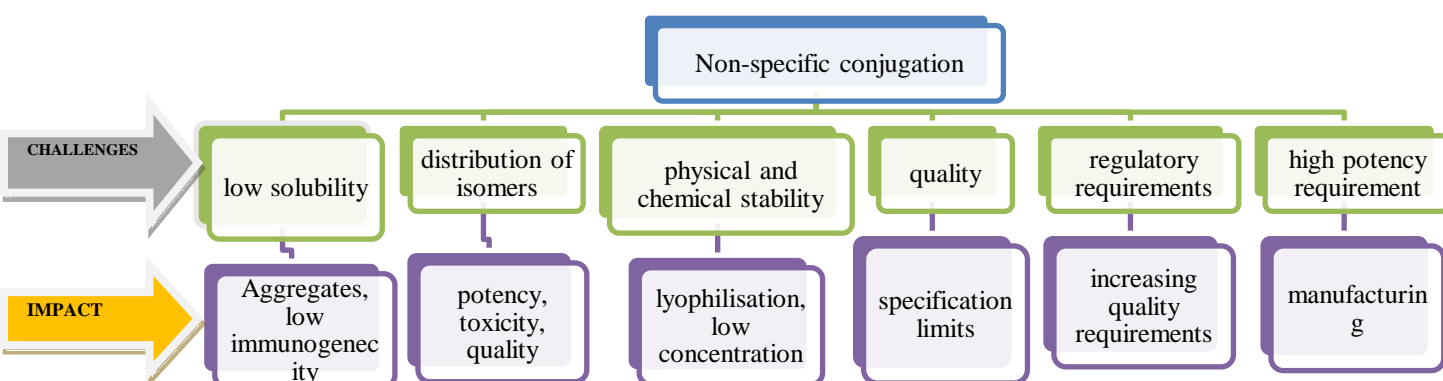 Non-specific conjugation
CHALLENGES
low solubility
distribution of
isomers
physical and
chemical stability
quality
regulatory
requirements
high potency
requirement
IMPACT
Aggregates,
low
immunogenec
ity
potency,
toxicity,
quality
lyophilisation,
low
concentration
specification
limits
increasing
quality
requirements
manufacturin
g